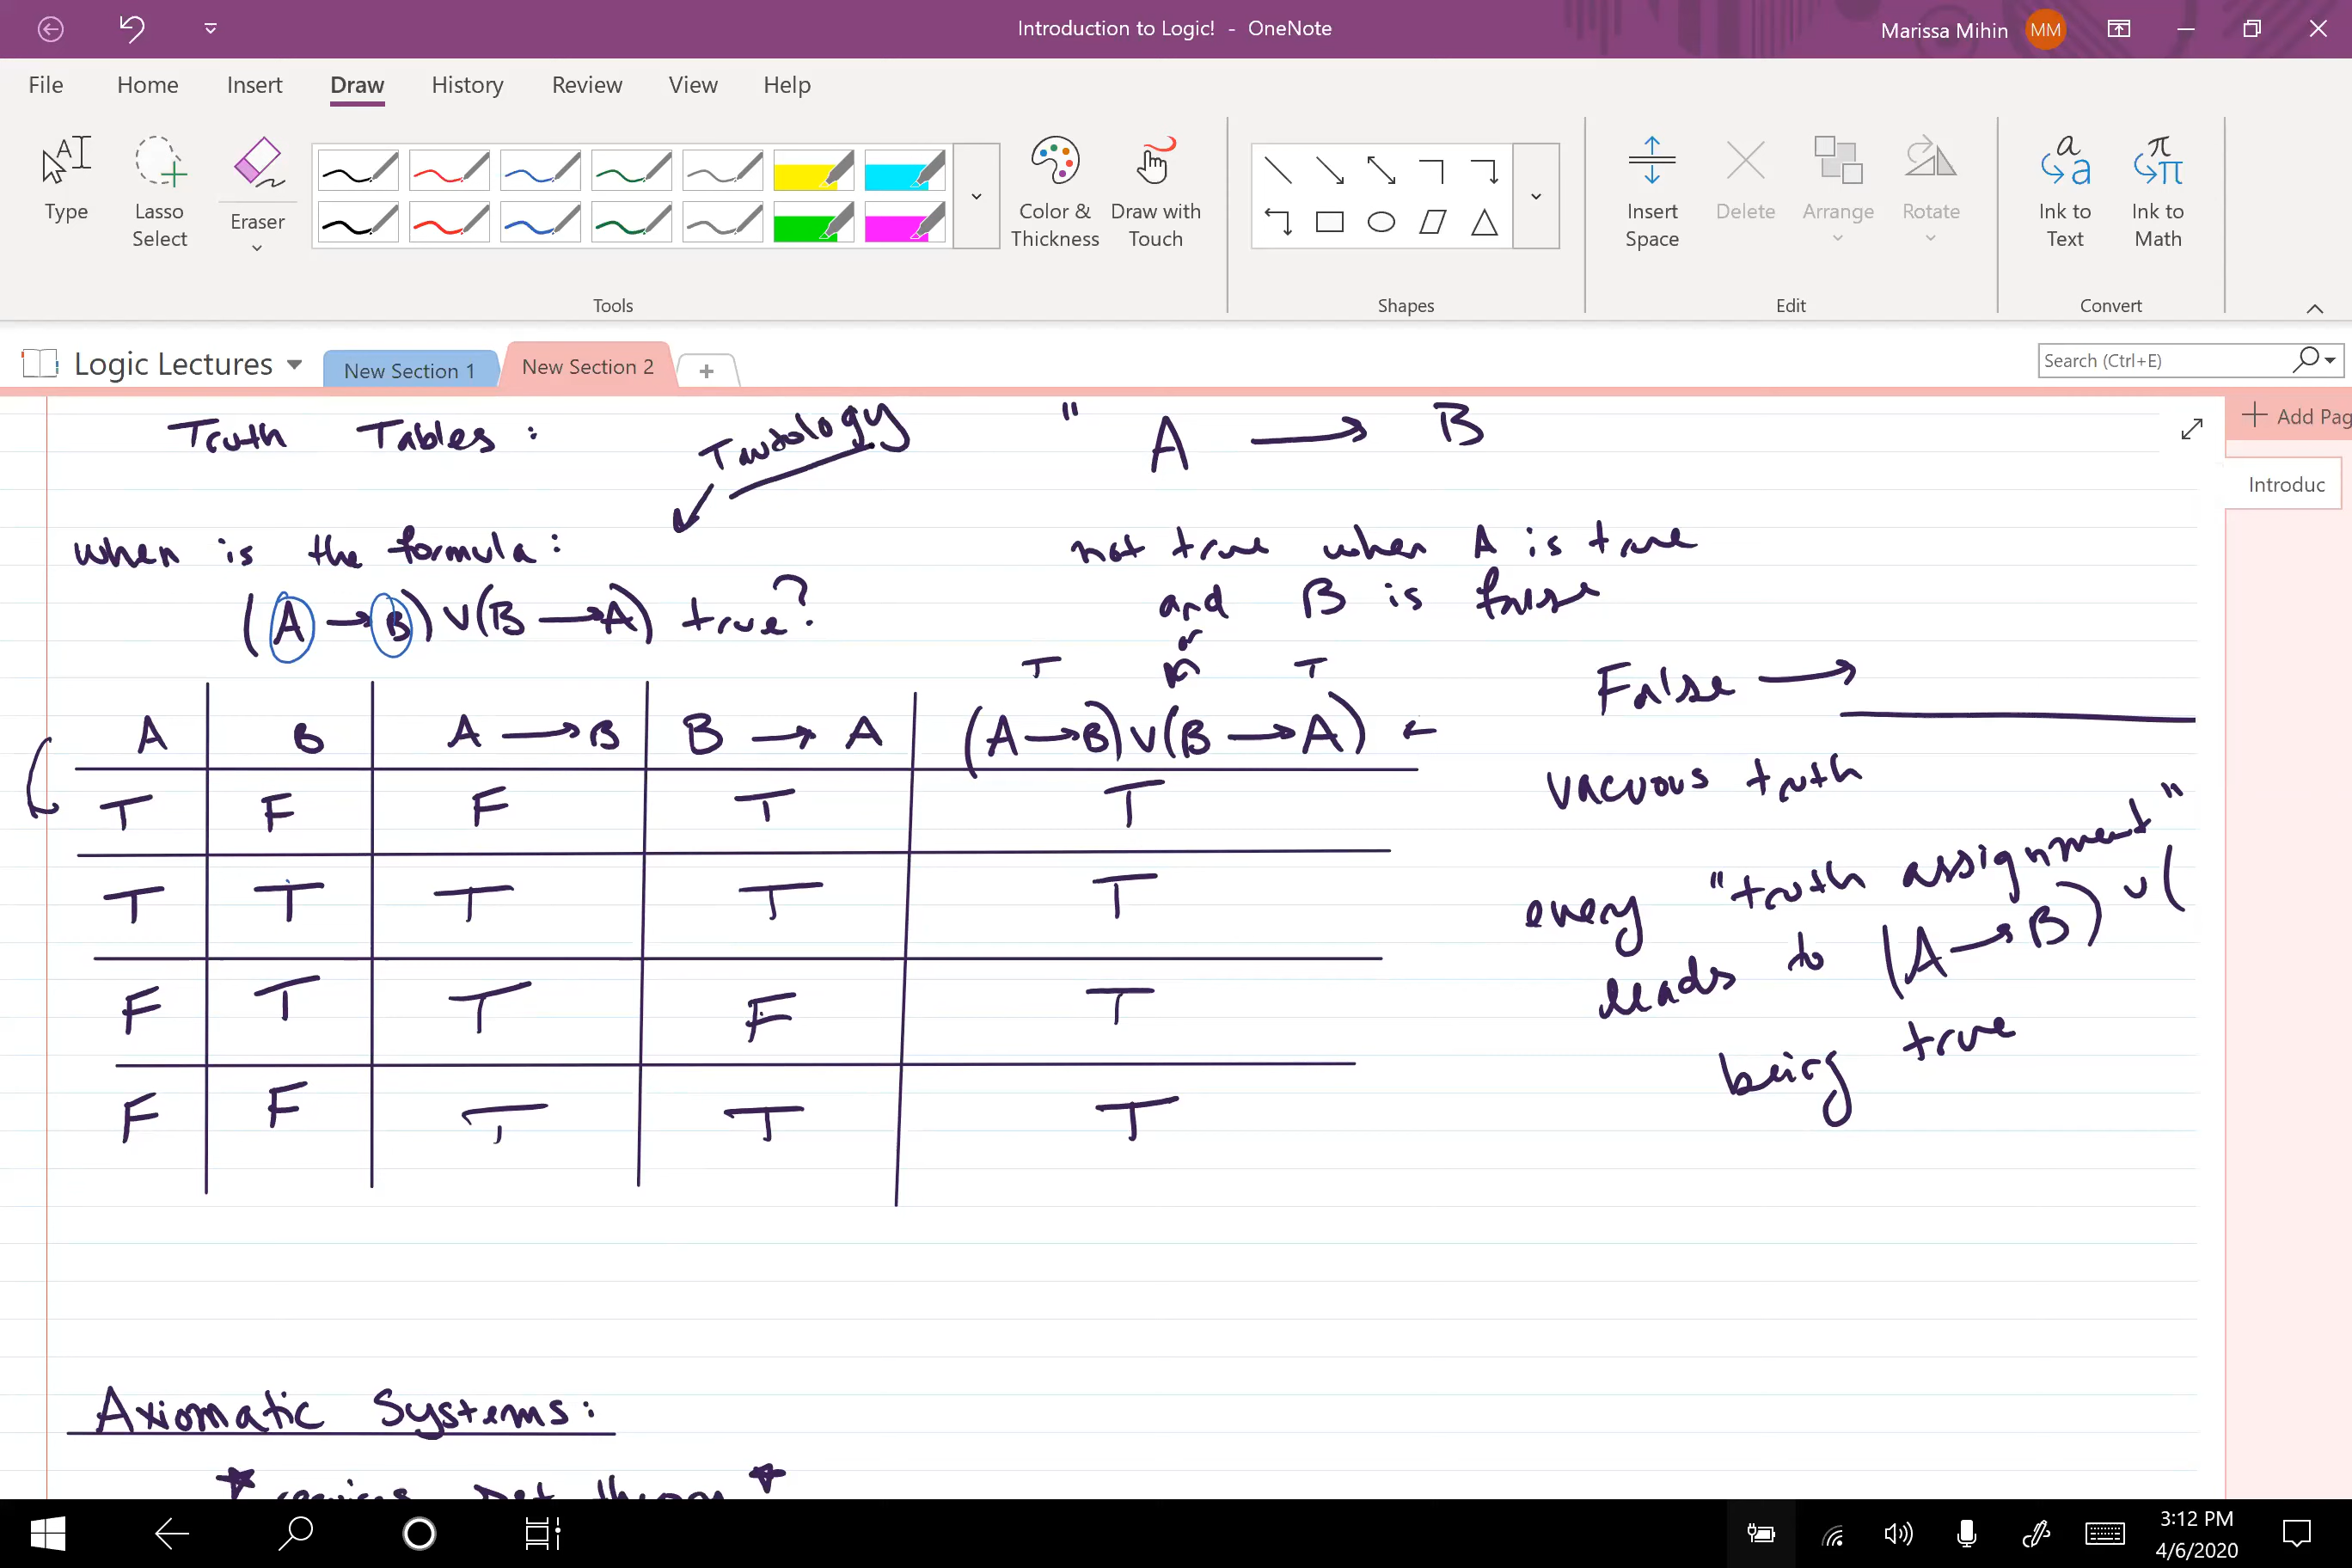 Introduction to Logic! - OneNote
Marissa Mihin MM
File Home Insert Draw History Review View Help
Type
Lasso Select
Eraser
Color & Thickness
Draw with Touch
Insert Space
Delete
Arrange
Rotate
Ink to Text
Ink to Math
Tools Shapes Edit Convert
Logic Lectures New Section 1 New Section 2 +
Search (Ctrl+E)
Add Pag
Introduc
Truth Tables:
Tautology
when is the formula:
(A → B) ∨ (B → A) true?
" A → B
not true when A is true
and B is false
or
T T
A B A → B B → A (A → B) ∨ (B → A) ←
T F F T T
T T T T T
F T T F T
F F T T T
False →
vacuous truth
every "truth assignment"
leads to (A → B) ∨ (
being true
Axiomatic Systems:
3:12 PM
4/6/2020